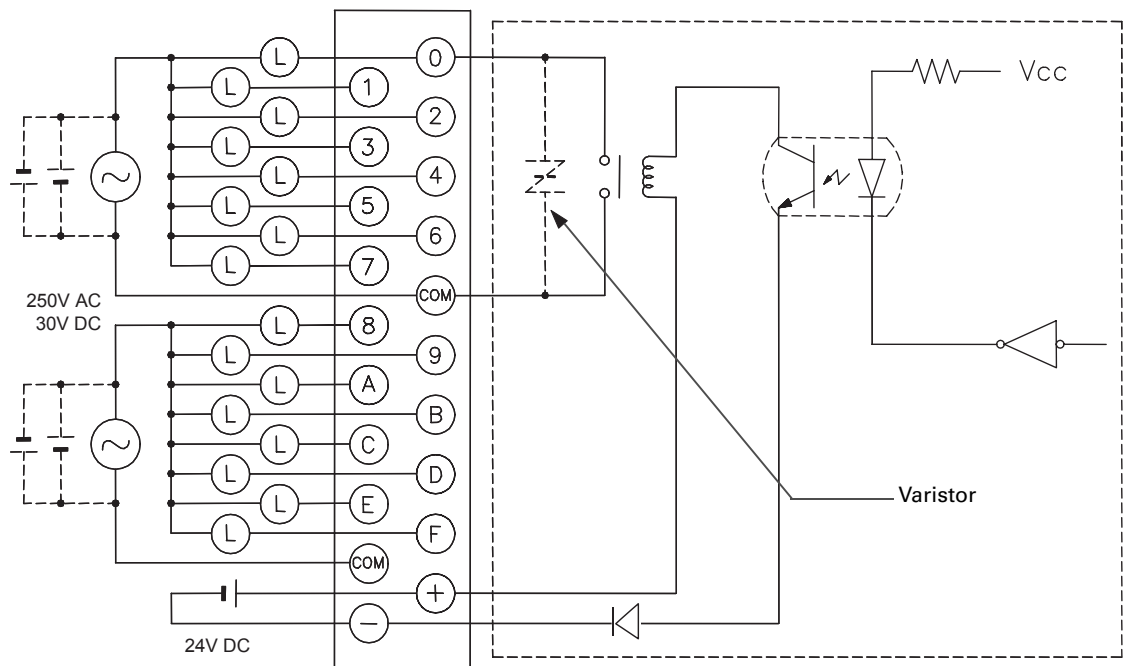 L 0
L 1
L 2
L 3
L 4
L 5
L 6
L 7
COM
250V AC
30V DC
L 8
L 9
L A
L B
L C
L D
L E
L F
COM
+
−
24V DC
VCC
Varistor